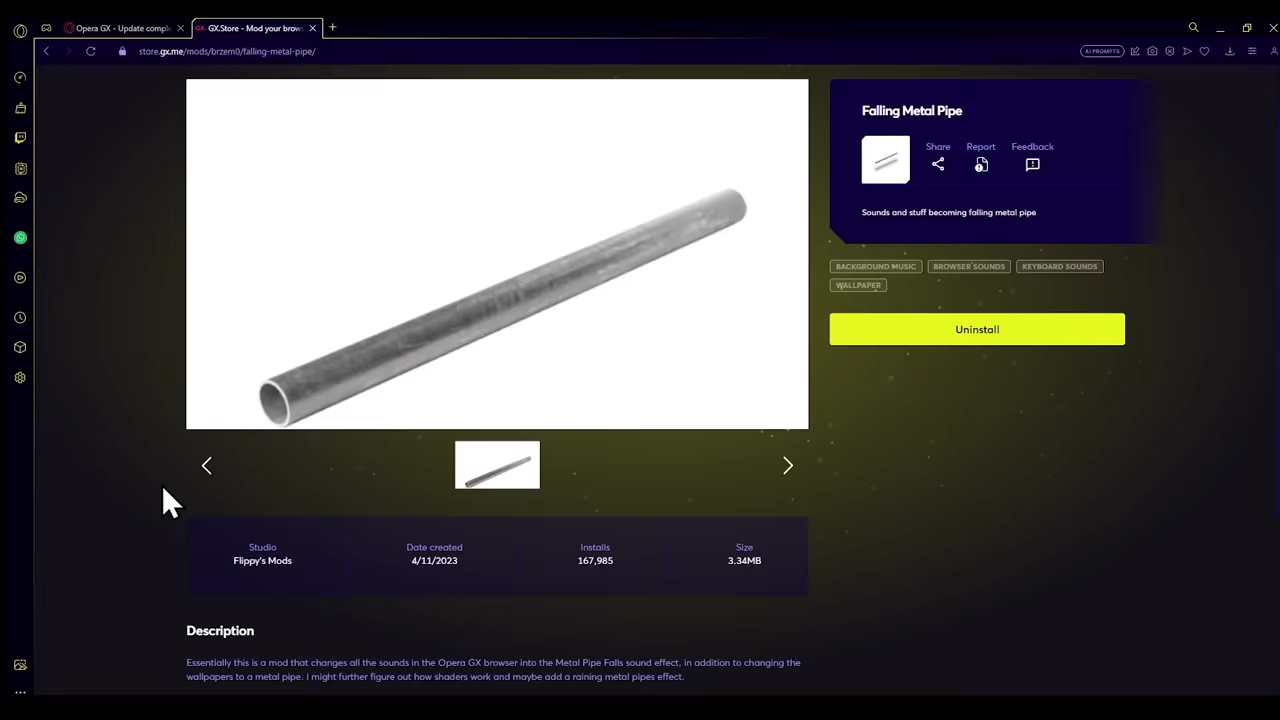 Opera GX - Update compl
GX.Store - Mod your brow
store.gx.me/mods/brzem0/falling-metal-pipe/
AI PROMPTS
Falling Metal Pipe
Share Report Feedback
Sounds and stuff becoming falling metal pipe
BACKGROUND MUSIC BROWSER SOUNDS KEYBOARD SOUNDS
WALLPAPER
Uninstall
Studio Date created Installs Size
Flippy's Mods 4/11/2023 167,985 3.34MB
Description
Essentially this is a mod that changes all the sounds in the Opera GX browser into the Metal Pipe Falls sound effect, in addition to changing the
wallpapers to a metal pipe. I might further figure out how shaders work and maybe add a raining metal pipes effect.